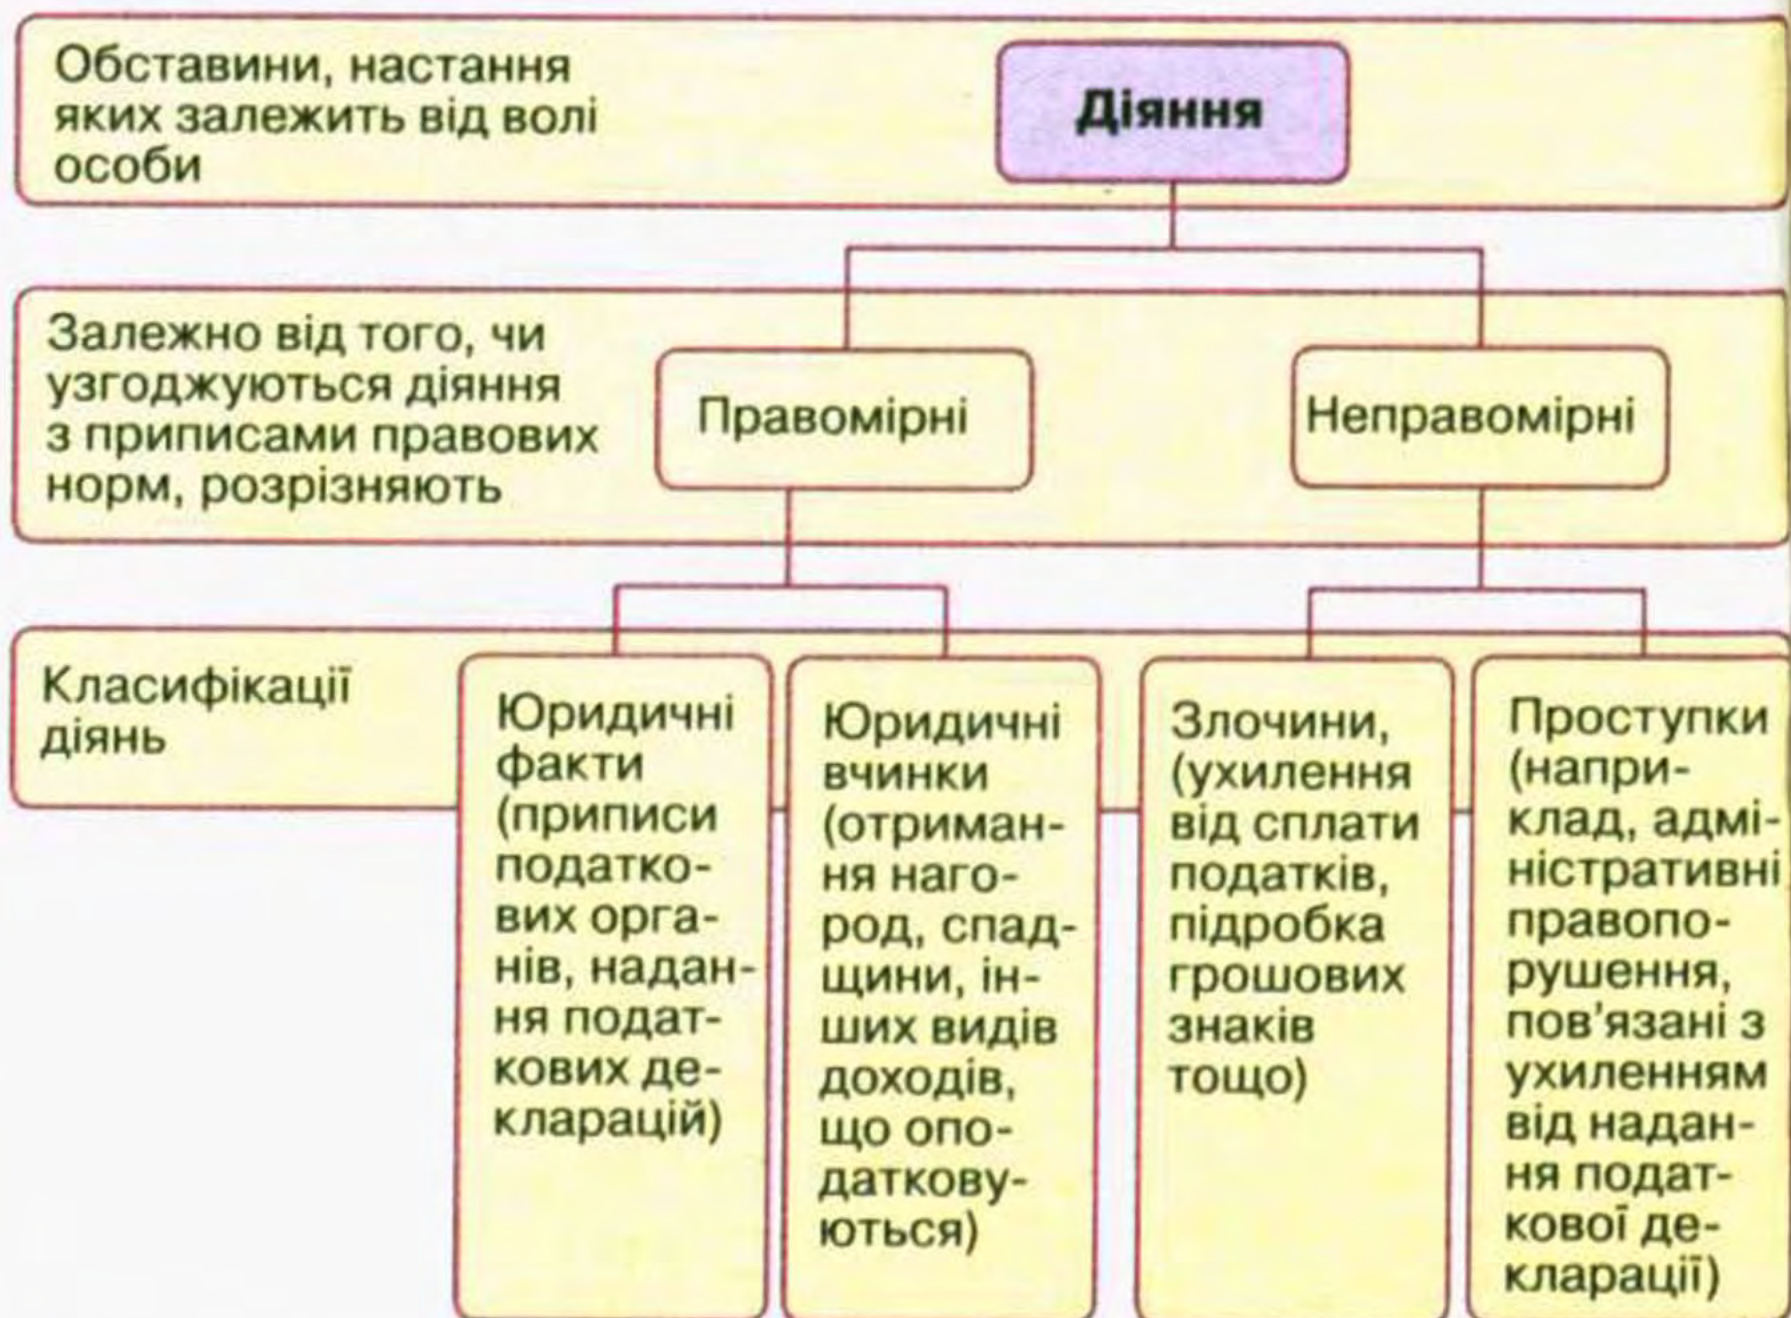 Обставини, настання
яких залежить від волі
особи
Діяння
Залежно від того, чи
узгоджуються діяння
з приписами правових
норм, розрізняють
Правомірні
Неправомірні
Класифікації
діянь
Юридичні
факти
(приписи
податко-
вих орга-
нів, надан-
ня подат-
кових де-
кларацій)
Юридичні
вчинки
(отриман-
ня наго-
род, спад-
щини, ін-
ших видів
доходів,
що опо-
датковy-
ються)
Злочини,
(ухилення
від сплати
податків,
підробка
грошових
знаків
тощо)
Проступки
(напри-
клад, адмі-
ністративні
правопо-
рушення,
пов'язані з
ухиленням
від надан-
ня подат-
кової де-
кларації)